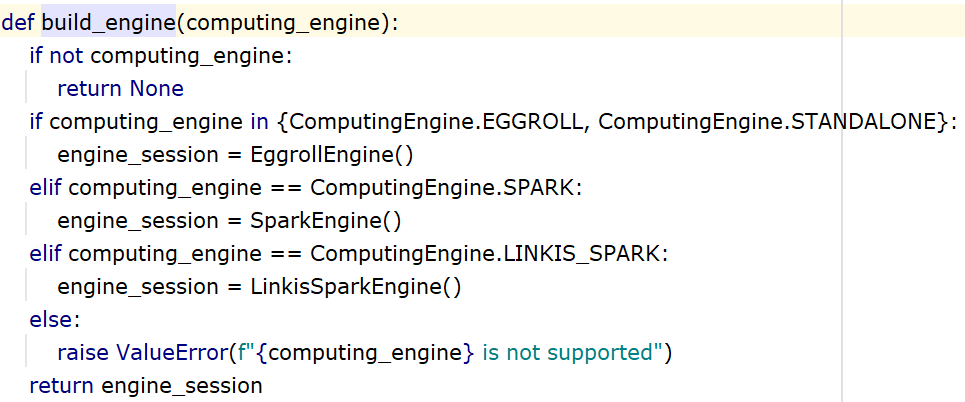 def build_engine(computing_engine):
    if not computing_engine:
        return None
    if computing_engine in {ComputingEngine.EGGROLL, ComputingEngine.STANDALONE}:
        engine_session = EggrollEngine()
    elif computing_engine == ComputingEngine.SPARK:
        engine_session = SparkEngine()
    elif computing_engine == ComputingEngine.LINKIS_SPARK:
        engine_session = LinkisSparkEngine()
    else:
        raise ValueError(f"{computing_engine} is not supported")
    return engine_session